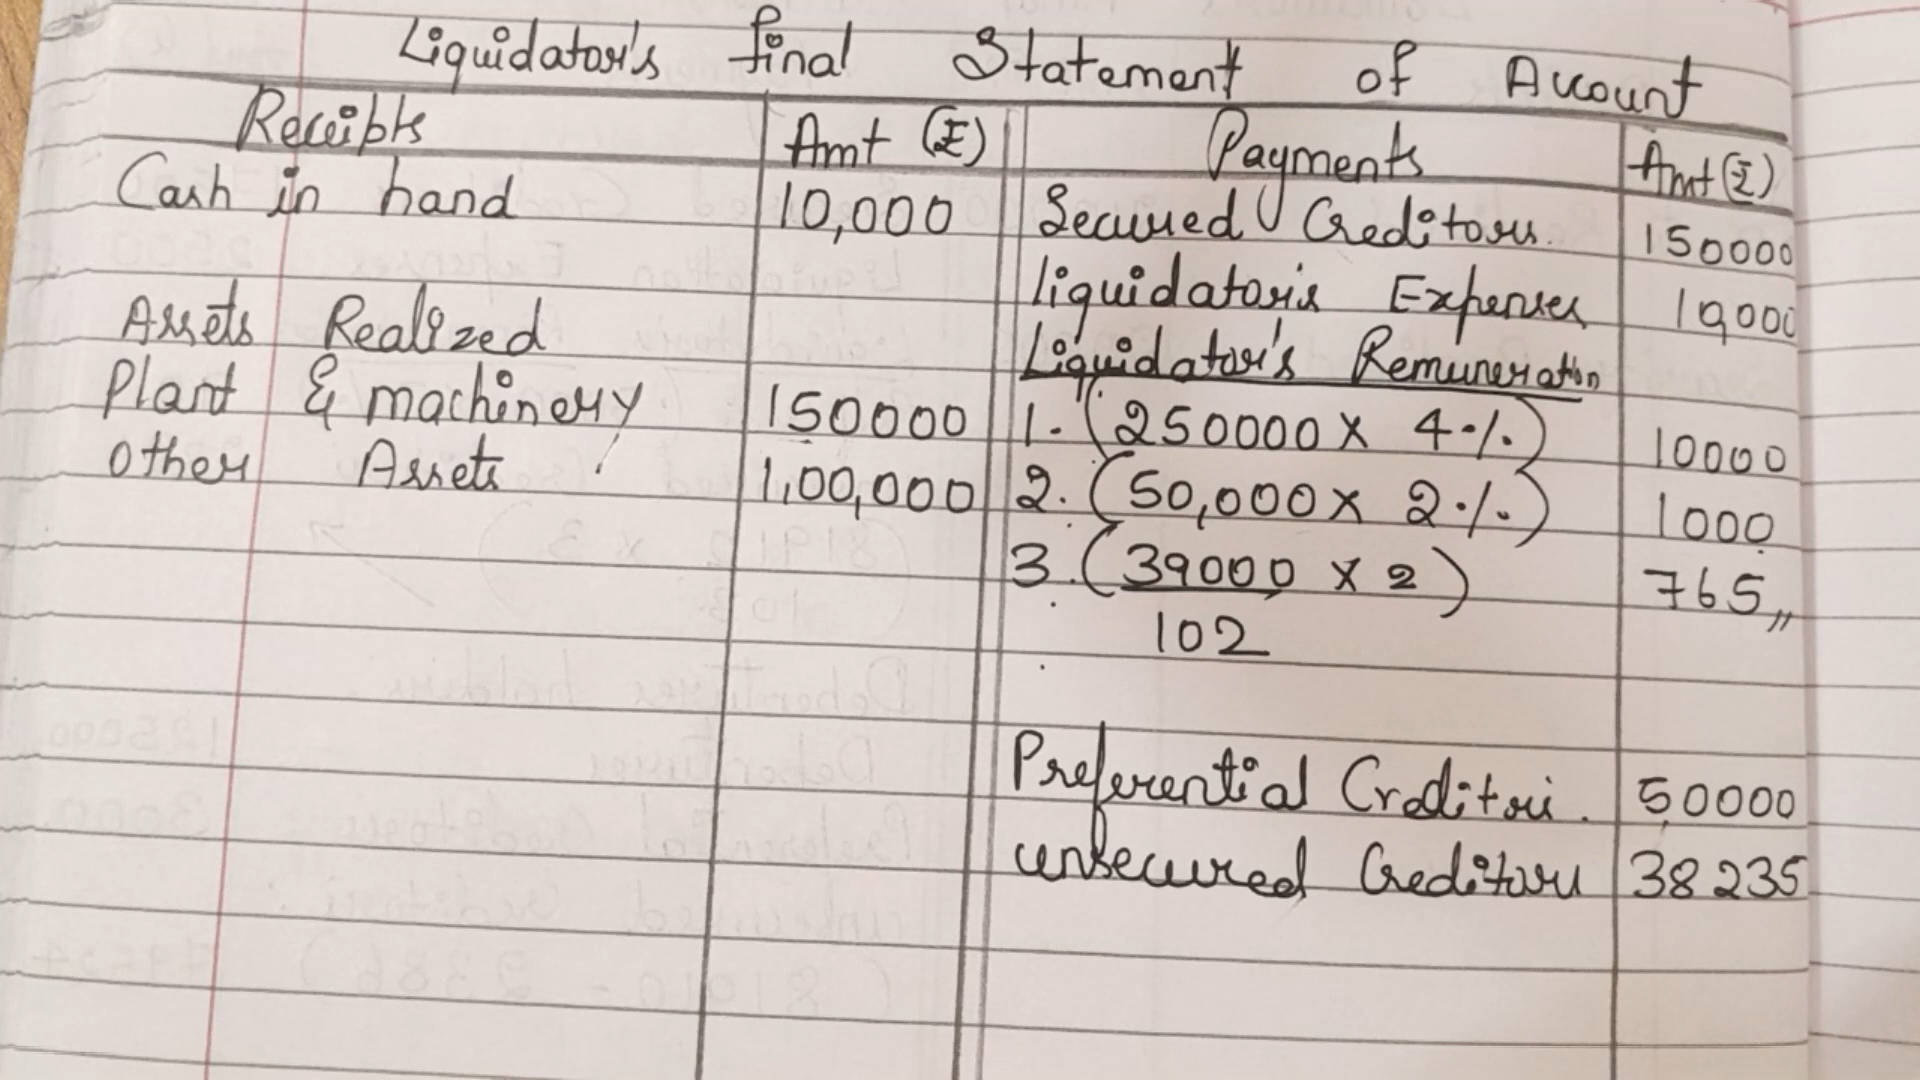 Liquidator's final Statement of Account
Receipts Amt (₹) Payments Amt (₹)
Cash in hand 10,000 Secured Creditors. 150000
liquidator's Expenses 10,000
Assets Realized Liquidator's Remuneration
Plant & machinery 150000 1. (250000 x 4%) 10000
Other Assets 1,00,000 2. (50,000 x 2%) 1000
3. (39000 x 2) 765,,
102
Preferential Creditors. 50000
unsecured Creditors 38235